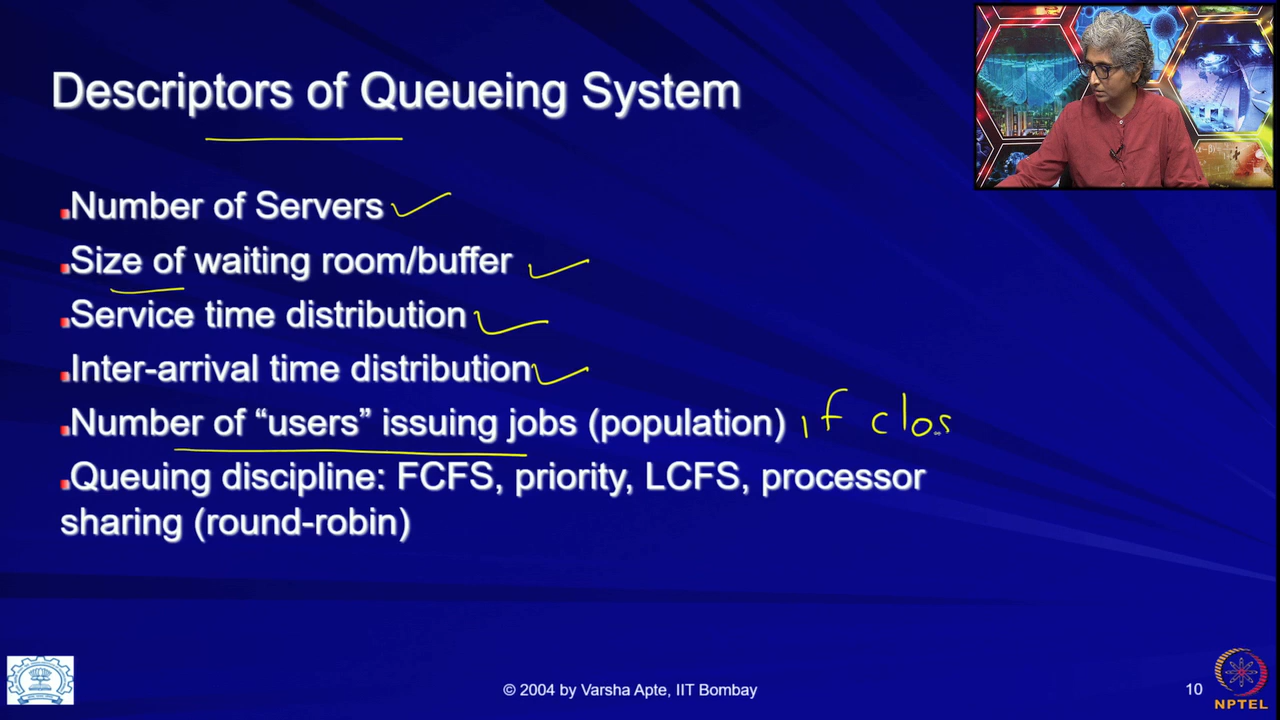 Descriptors of Queueing System
Number of Servers
Size of waiting room/buffer
Service time distribution
Inter-arrival time distribution
Number of “users” issuing jobs (population) if clos
Queuing discipline: FCFS, priority, LCFS, processor
sharing (round-robin)
© 2004 by Varsha Apte, IIT Bombay
10
NPTEL